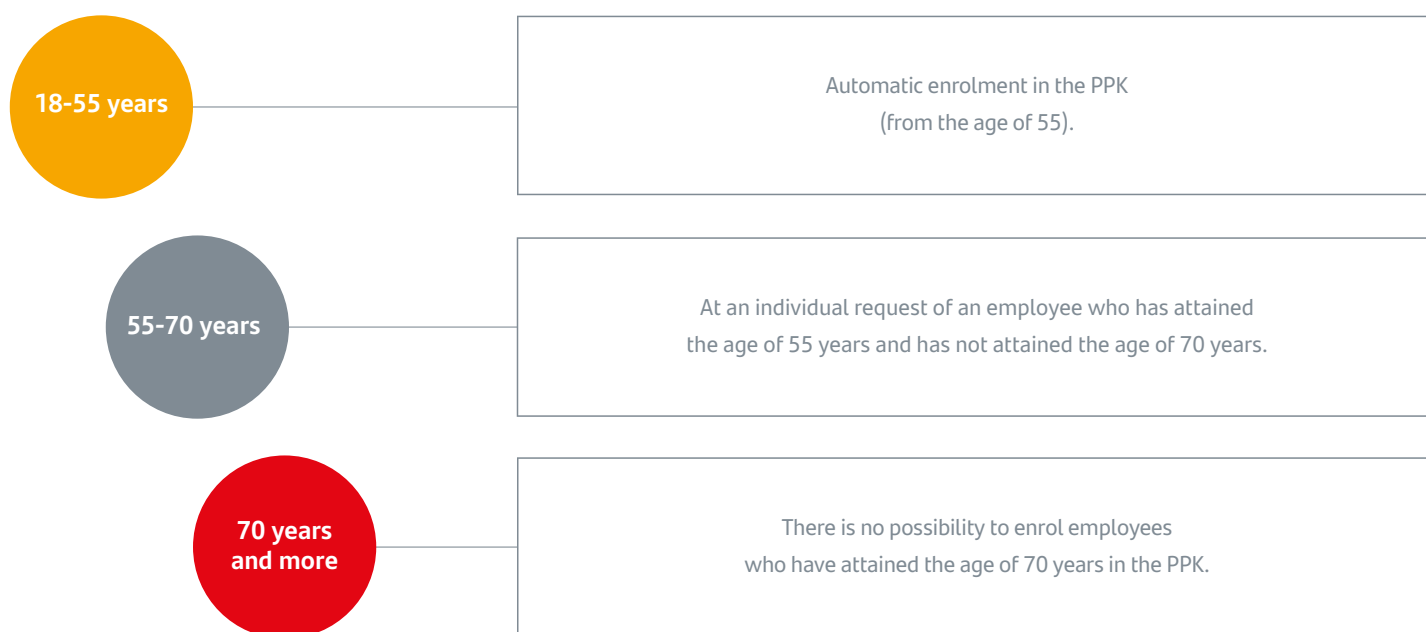 18-55 years
Automatic enrolment in the PPK
(from the age of 55).
55-70 years
At an individual request of an employee who has attained
the age of 55 years and has not attained the age of 70 years.
70 years
and more
There is no possibility to enrol employees
who have attained the age of 70 years in the PPK.